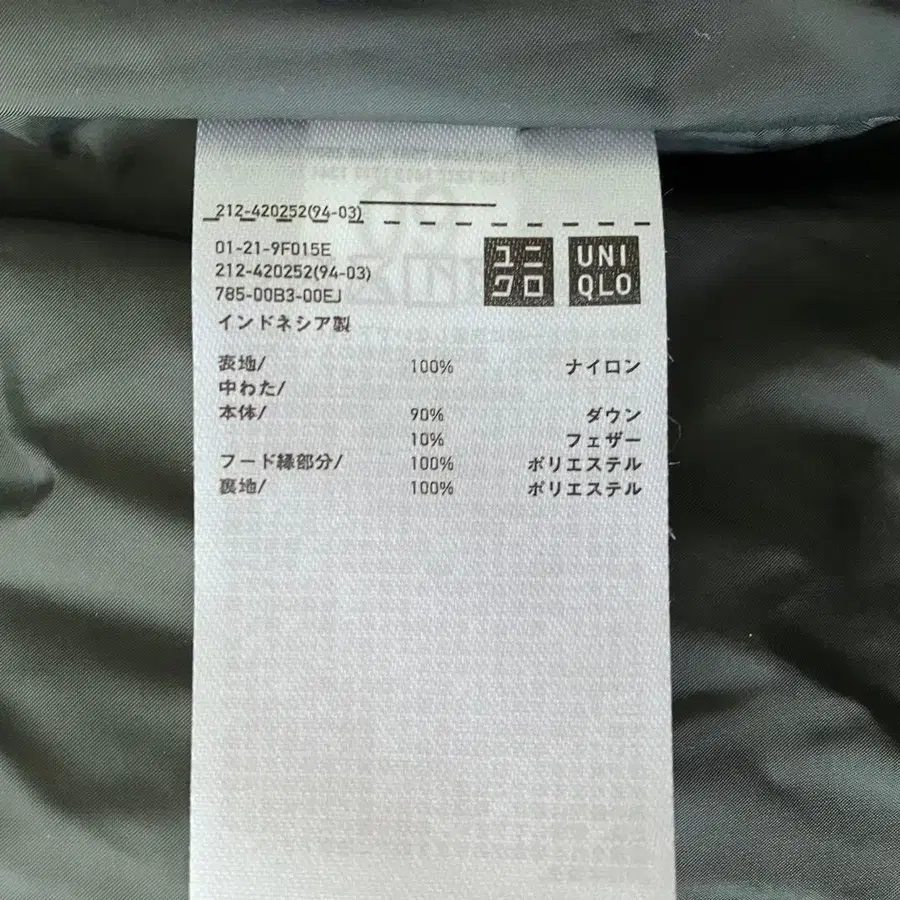 212-420252(94-03)
01-21-9F015E
212-420252(94-03)
785-00B3-00EJ
インドネシア製
ユニクロ
UNIQLO
表地/ 100% ナイロン
中わた/
本体/ 90% ダウン
10% フェザー
フード縁部分/ 100% ポリエステル
裏地/ 100% ポリエステル